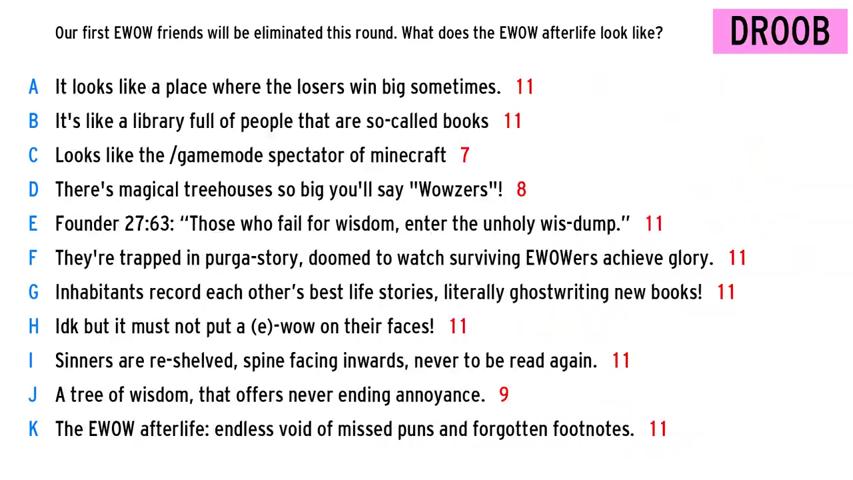 Our first EWOW friends will be eliminated this round. What does the EWOW afterlife look like?
DROOB
A It looks like a place where the losers win big sometimes. 11
B It's like a library full of people that are so-called books 11
C Looks like the /gamemode spectator of minecraft 7
D There's magical treehouses so big you'll say "Wowzers"! 8
E Founder 27:63: “Those who fail for wisdom, enter the unholy wis-dump.” 11
F They're trapped in purga-story, doomed to watch surviving EWOWers achieve glory. 11
G Inhabitants record each other’s best life stories, literally ghostwriting new books! 11
H Idk but it must not put a (e)-wow on their faces! 11
I Sinners are re-shelved, spine facing inwards, never to be read again. 11
J A tree of wisdom, that offers never ending annoyance. 9
K The EWOW afterlife: endless void of missed puns and forgotten footnotes. 11